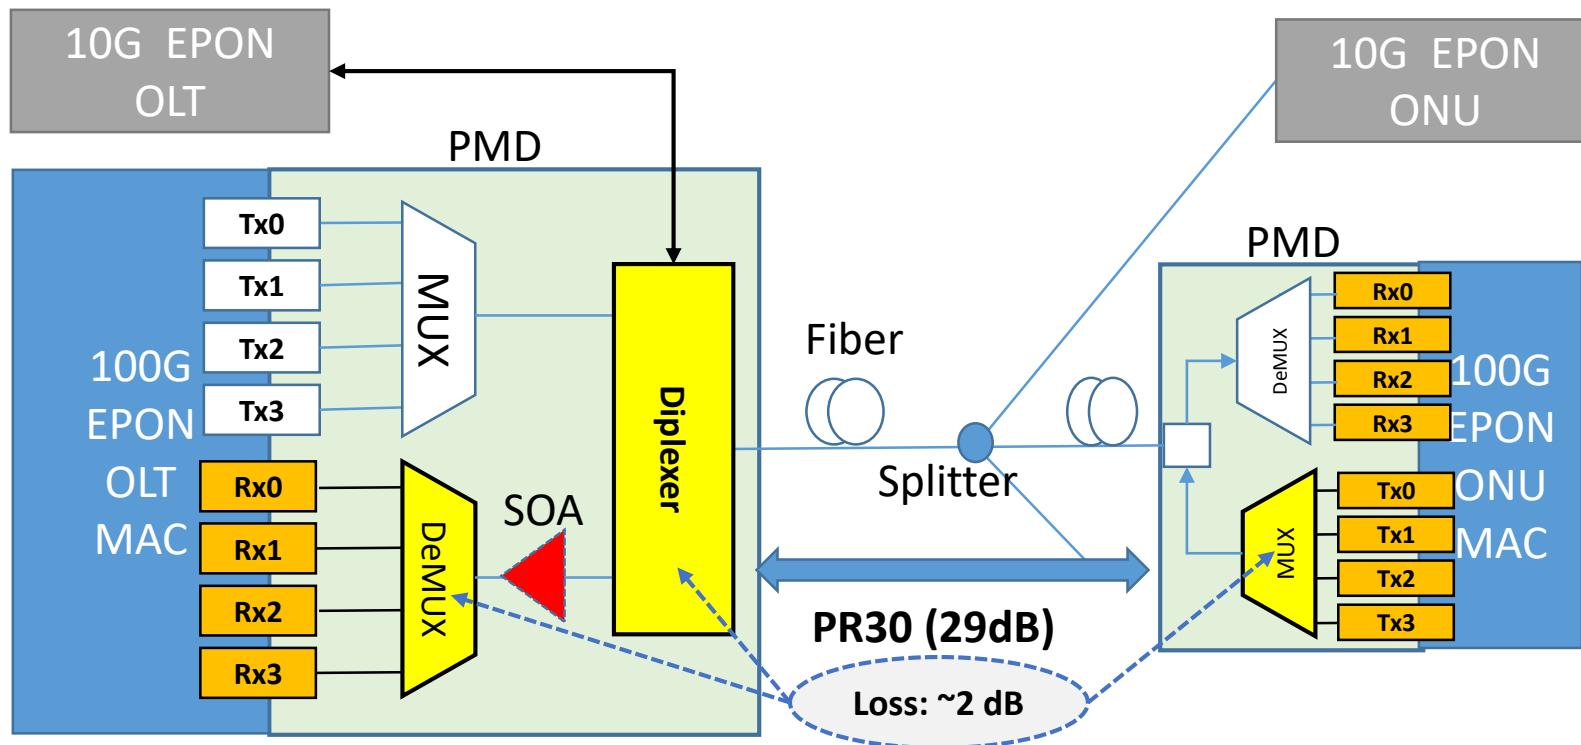 10G EPON
OLT
10G EPON
ONU
PMD
Tx0
Tx1
Tx2
Tx3
MUX
100G
EPON
OLT
MAC
Rx0
Rx1
Rx2
Rx3
DeMUX
SOA
Diplexer
Fiber
Splitter
PR30 (29dB)
Loss: ~2 dB
PMD
DeMUX
Rx0
Rx1
Rx2
Rx3
MUX
Tx0
Tx1
Tx2
Tx3
100G
EPON
ONU
MAC